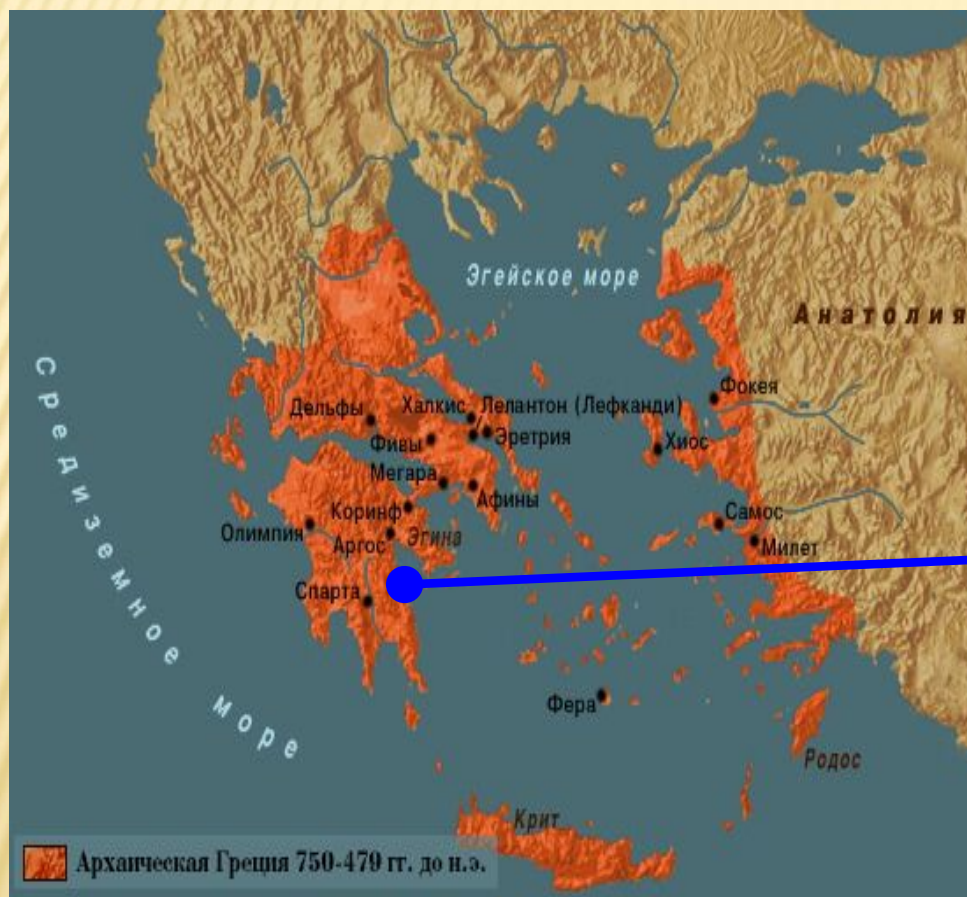 Эгейское море
Анатолия
Средиземное море
Фокея
Дельфы
Халкис
Лелантон (Лефканди)
Фивы
Эретрия
Хиос
Мегара
Афины
Коринф
Самос
Олимпия
Аргос
Эгина
Милет
Спарта
Фера
Родос
Крит
Архаическая Греция 750-479 гг. до н.э.